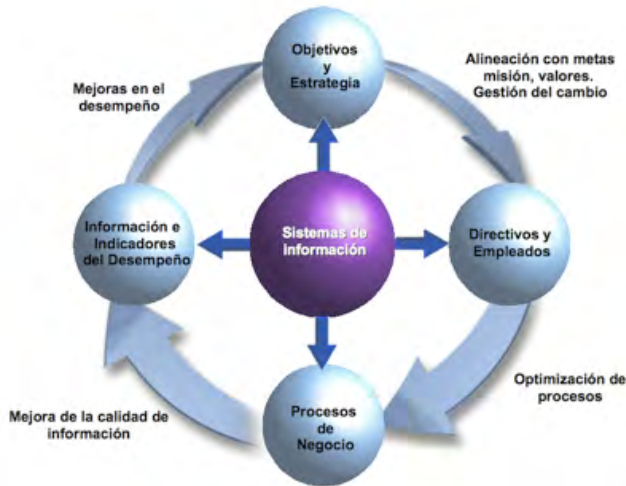 Objetivos
y
Estrategia
Alineación con metas
misión, valores.
Gestión del cambio
Mejoras en el
desempeño
Información e
Indicadores
del Desempeño
Sistemas de
información
Directivos y
Empleados
Optimización de
procesos
Mejora de la calidad de
información
Procesos
de
Negocio